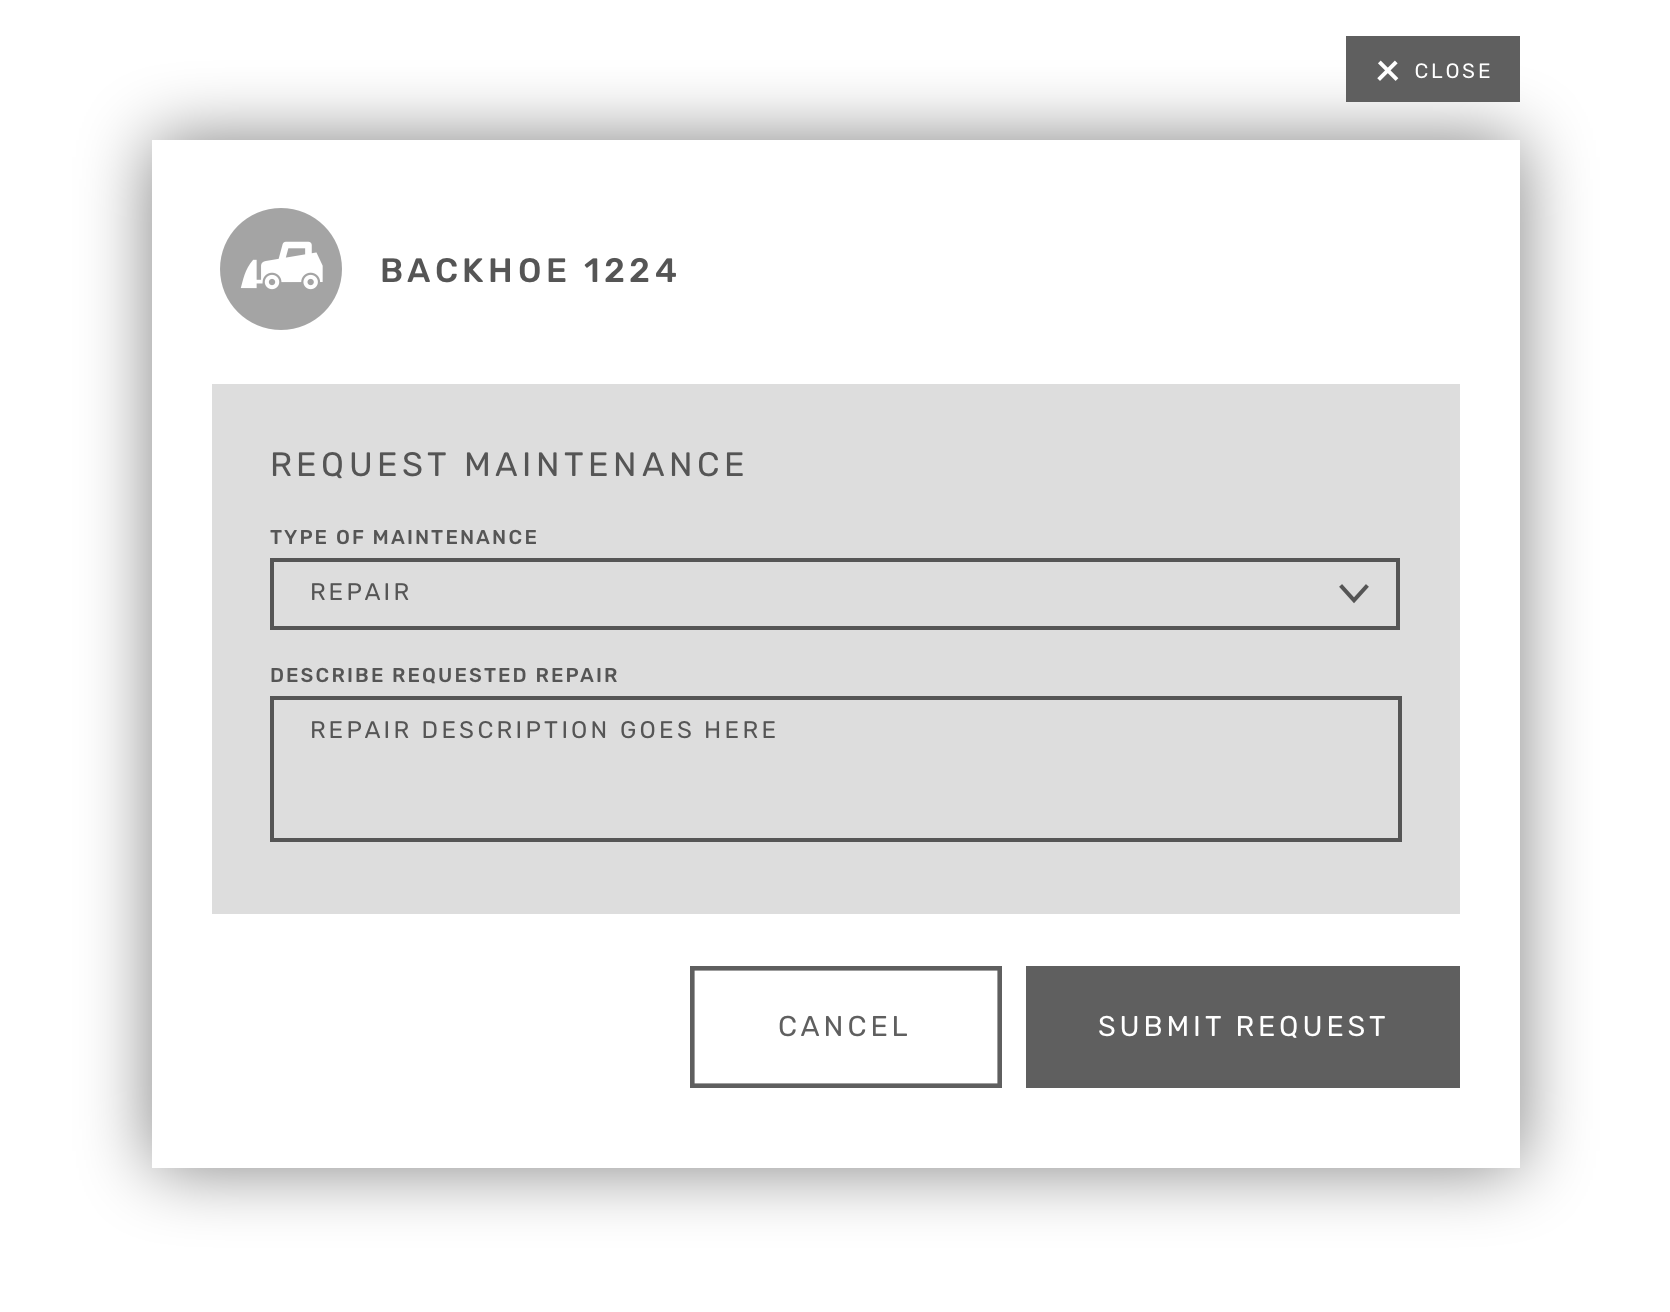 CLOSE
BACKHOE 1224
REQUEST MAINTENANCE
TYPE OF MAINTENANCE
REPAIR
DESCRIBE REQUESTED REPAIR
REPAIR DESCRIPTION GOES HERE
CANCEL
SUBMIT REQUEST